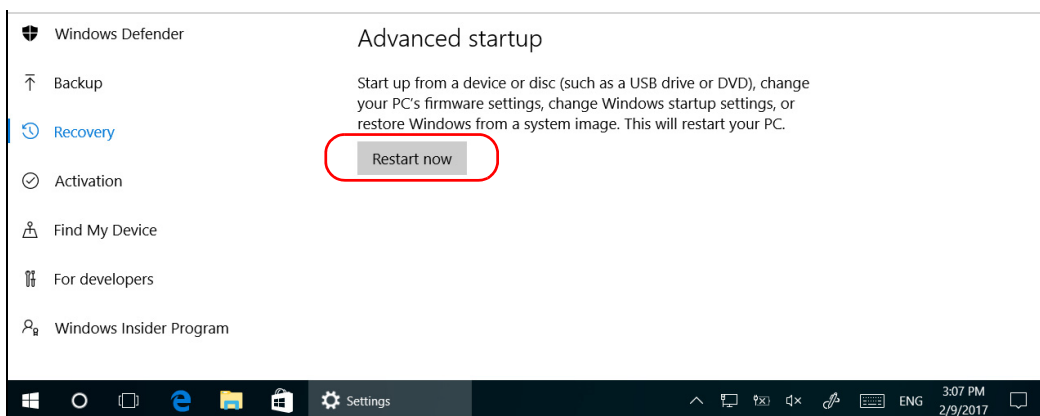 Windows Defender
Backup
Recovery
Activation
Find My Device
For developers
Windows Insider Program
Advanced startup
Start up from a device or disc (such as a USB drive or DVD), change
your PC's firmware settings, change Windows startup settings, or
restore Windows from a system image. This will restart your PC.
Restart now
Settings
ENG
3:07 PM
2/9/2017